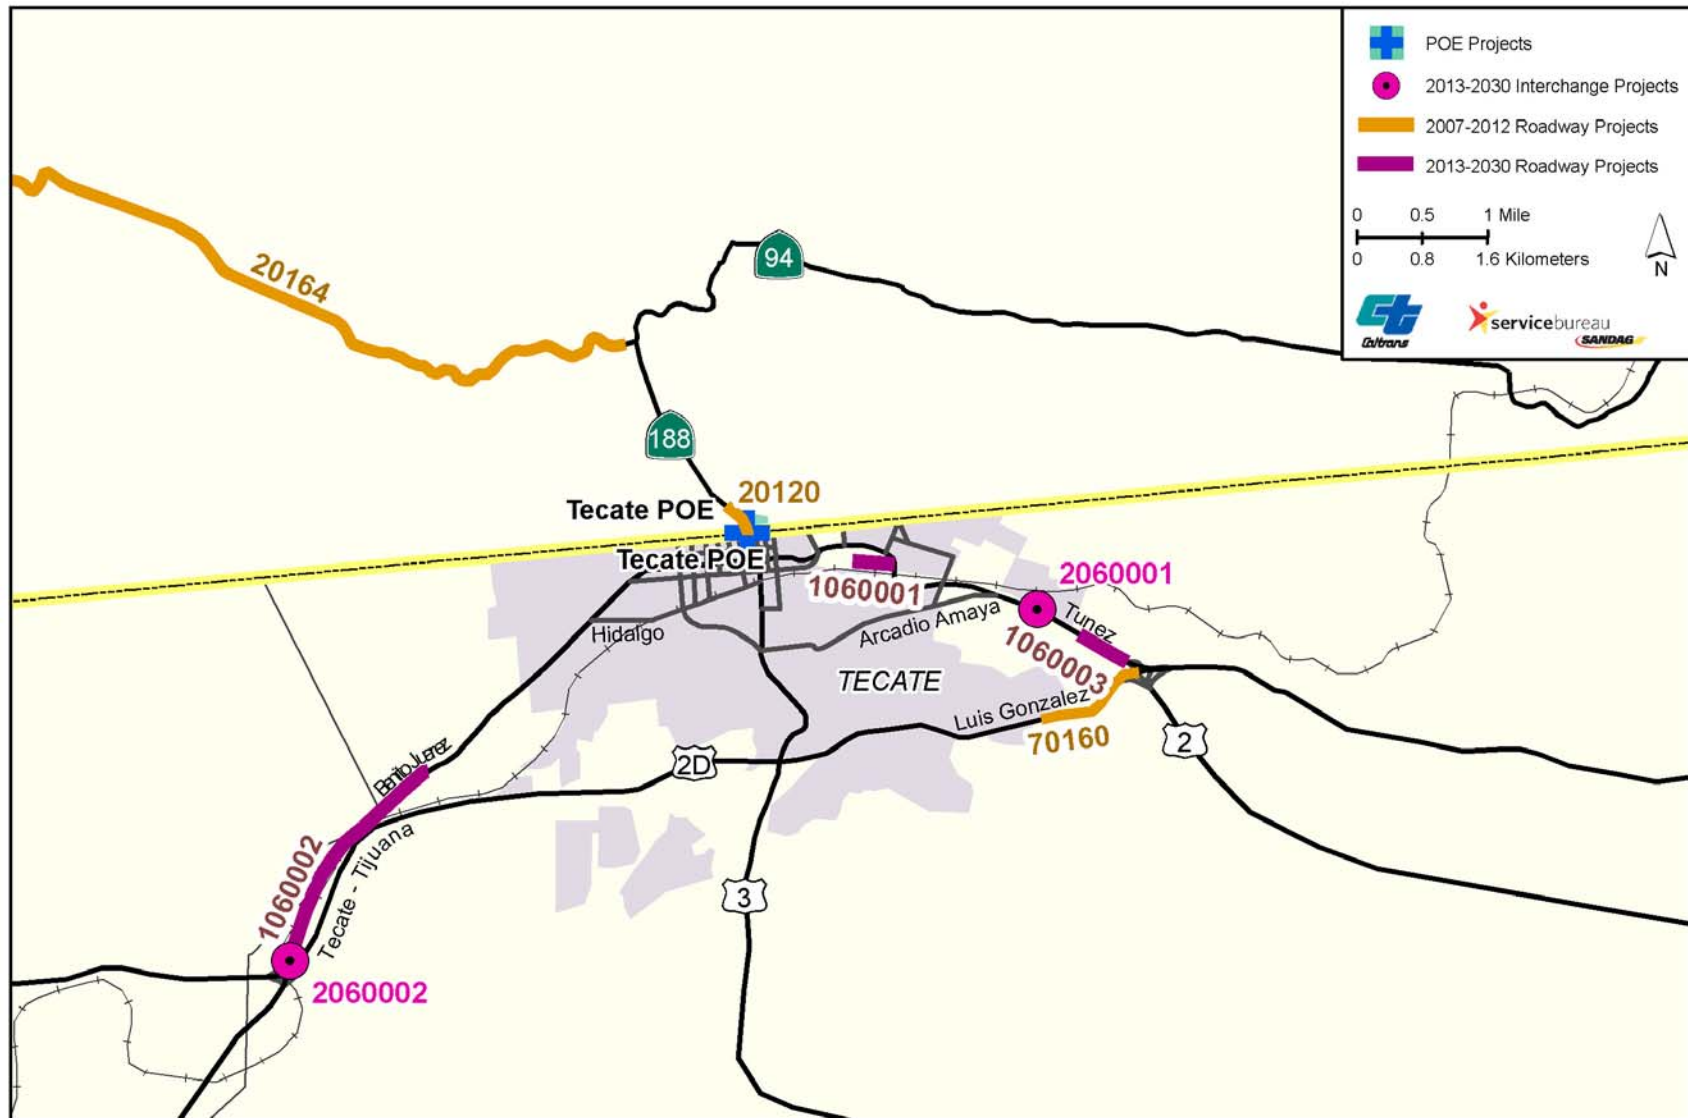 POE Projects
2013-2030 Interchange Projects
2007-2012 Roadway Projects
2013-2030 Roadway Projects
0 0.5 1 Mile
0 0.8 1.6 Kilometers
N
Caltrans
servicebureau
SANDAG
94
20164
188
20120
Tecate POE
Tecate POE
2060001
1060001
Tunez
Arcadio Amaya
Hidalgo
1060003
TECATE
Luis Gonzalez
70160
2
2D
Benito Juarez
Tecate - Tijuana
1060002
3
2060002